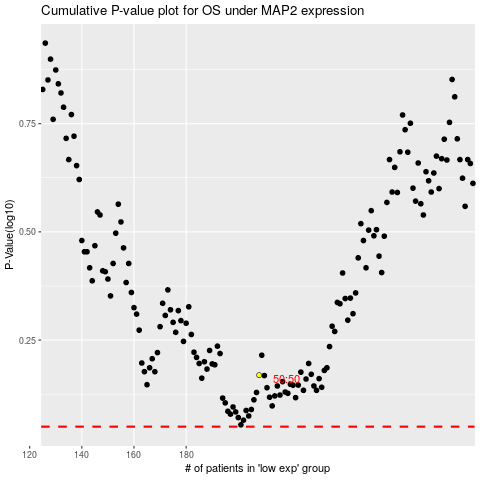 Cumulative P-value plot for OS under MAP2 expression
P-Value(log10)
0.75
0.50
0.25
50:50
120 140 160 180
# of patients in 'low exp' group